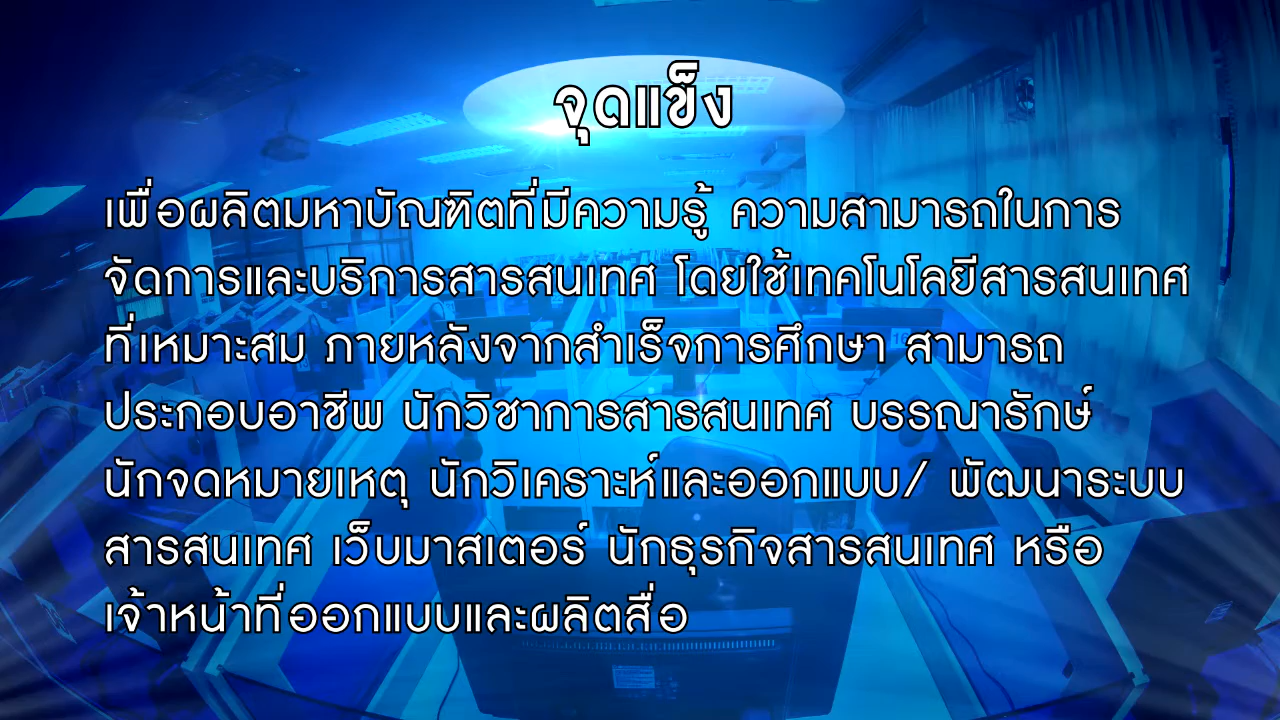 จุดแข็ง
เพื่อผลิตมหาบัณฑิตที่มีความรู้ ความสามารถในการ
จัดการและบริการสารสนเทศ โดยใช้เทคโนโลยีสารสนเทศ
ที่เหมาะสม ภายหลังจากสำเร็จการศึกษา สามารถ
ประกอบอาชีพ นักวิชาการสารสนเทศ บรรณารักษ์
นักจดหมายเหตุ นักวิเคราะห์และออกแบบ/ พัฒนาระบบ
สารสนเทศ เว็บมาสเตอร์ นักธุรกิจสารสนเทศ หรือ
เจ้าหน้าที่ออกแบบและผลิตสื่อ